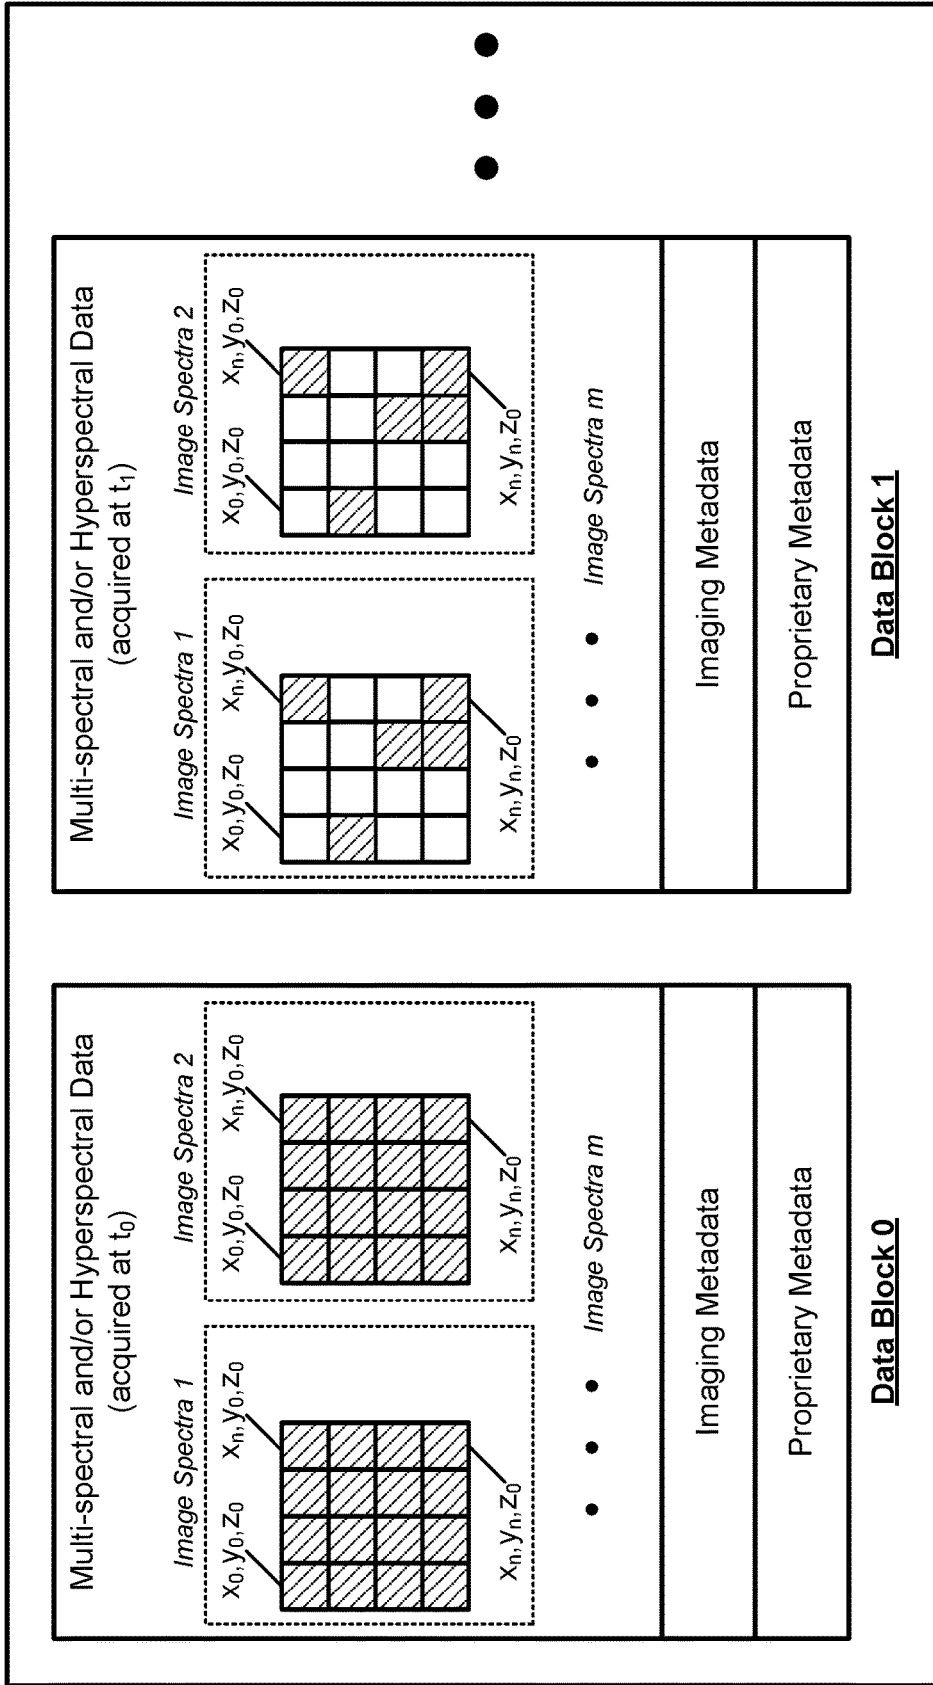 Multi-spectral and/or Hyperspectral Data
(acquired at t₀)
Image Spectra 1
x₀,y₀,z₀
xₙ,y₀,z₀
xₙ,yₙ,z₀
Image Spectra 2
x₀,y₀,z₀
xₙ,y₀,z₀
xₙ,yₙ,z₀
Image Spectra m
Imaging Metadata
Proprietary Metadata
Data Block 0
Multi-spectral and/or Hyperspectral Data
(acquired at t₁)
Image Spectra 1
x₀,y₀,z₀
xₙ,y₀,z₀
xₙ,yₙ,z₀
Image Spectra 2
x₀,y₀,z₀
xₙ,y₀,z₀
xₙ,yₙ,z₀
Image Spectra m
Imaging Metadata
Proprietary Metadata
Data Block 1